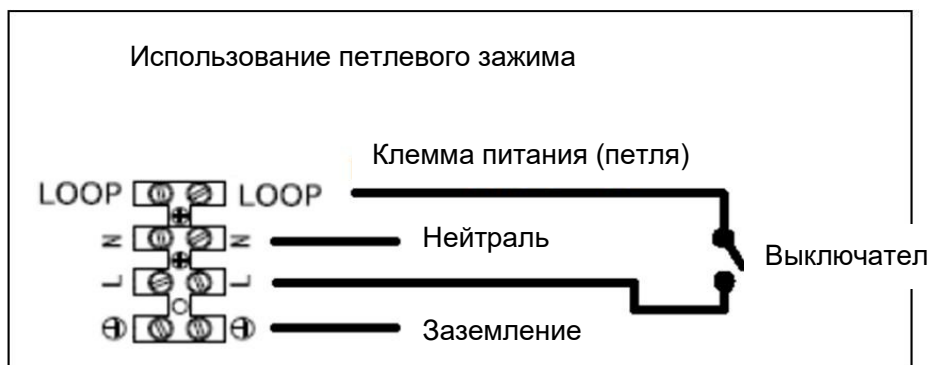 Использование петлевого зажима
Клемма питания (петля)
LOOP LOOP
N N Нейтраль
Выключател
L L
Заземление